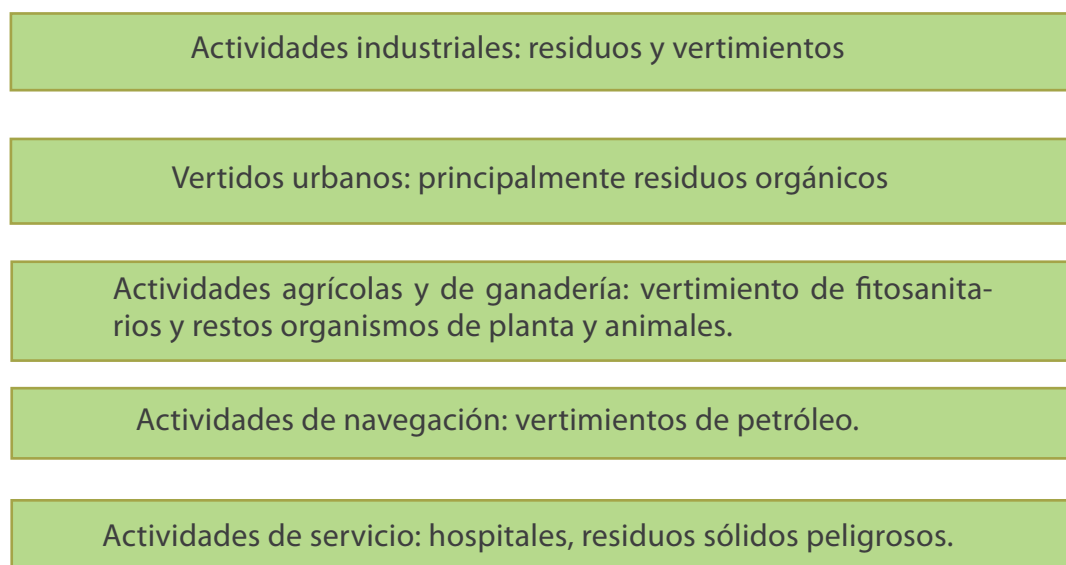 Actividades industriales: residuos y vertimientos
Vertidos urbanos: principalmente residuos orgánicos
Actividades agrícolas y de ganadería: vertimiento de fitosanita-
rios y restos organismos de planta y animales.
Actividades de navegación: vertimientos de petróleo.
Actividades de servicio: hospitales, residuos sólidos peligrosos.